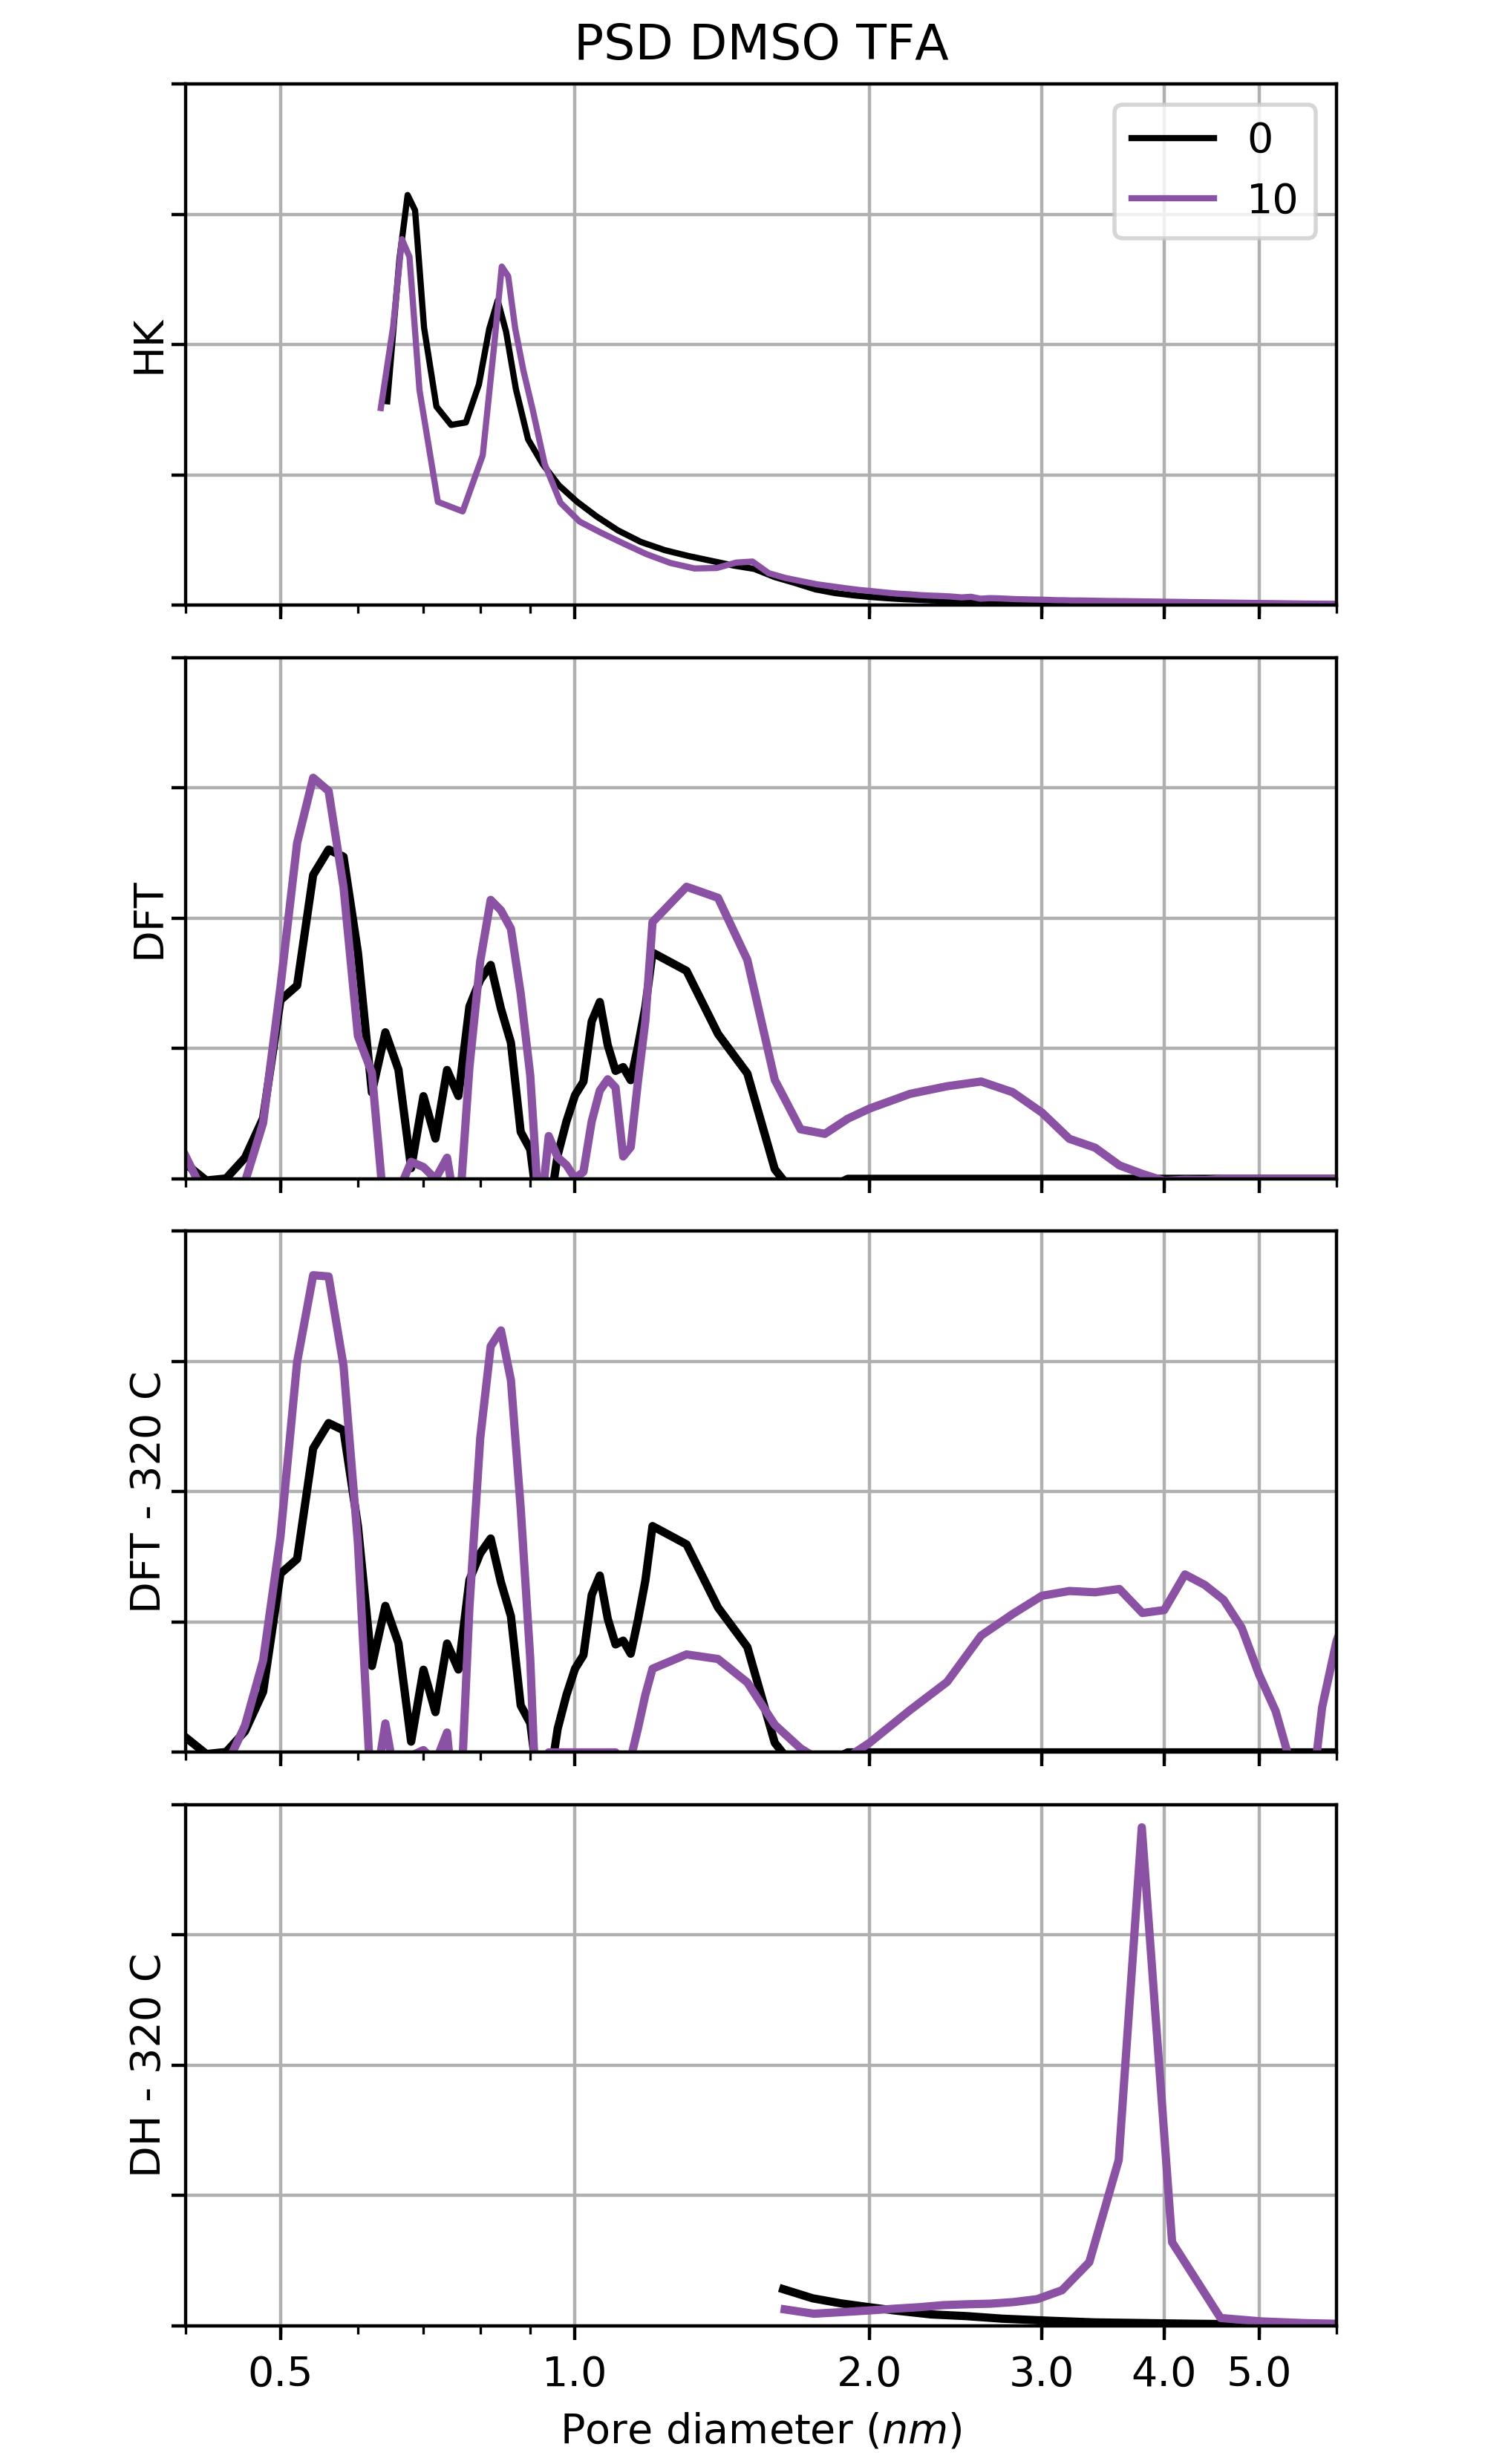 PSD DMSO TFA
0
10
HK
DFT
DFT - 320 C
DH - 320 C
0.5 1.0 2.0 3.0 4.0 5.0
Pore diameter (nm)